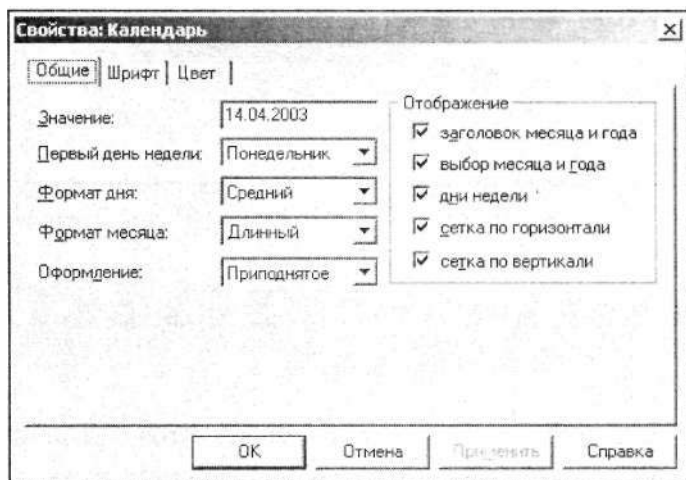 Свойства: Календарь
Общие Шрифт Цвет
Значение: 14.04.2003
Первый день недели: Понедельник
Формат дня: Средний
Формат месяца: Длинный
Оформление: Приподнятое
Отображение
заголовок месяца и года
выбор месяца и года
дни недели
сетка по горизонтали
сетка по вертикали
OK Отмена Применить Справка